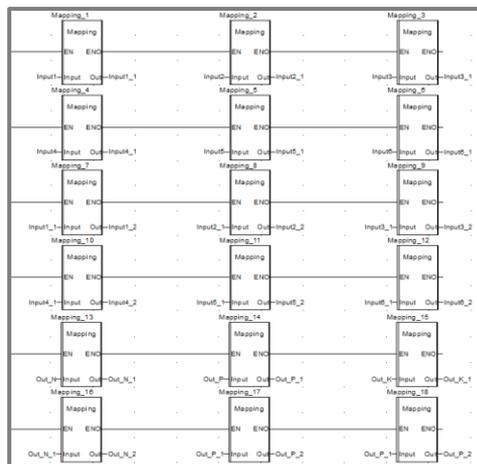 Mapping_1 Mapping_2 Mapping_3
Mapping Mapping Mapping
EN ENO EN ENO EN ENO
Input1 Input Out Input1_1 Input2 Input Out Input2_1 Input3 Input Out Input3_1
Mapping_4 Mapping_5 Mapping_6
Mapping Mapping Mapping
EN ENO EN ENO EN ENO
Input4 Input Out Input4_1 Input5 Input Out Input5_1 Input6 Input Out Input6_1
Mapping_7 Mapping_8 Mapping_9
Mapping Mapping Mapping
EN ENO EN ENO EN ENO
Input1_1 Input Out Input1_2 Input2_1 Input Out Input2_2 Input3_1 Input Out Input3_2
Mapping_10 Mapping_11 Mapping_12
Mapping Mapping Mapping
EN ENO EN ENO EN ENO
Input4_1 Input Out Input4_2 Input5_1 Input Out Input5_2 Input6_1 Input Out Input6_2
Mapping_13 Mapping_14 Mapping_15
Mapping Mapping Mapping
EN ENO EN ENO EN ENO
Out_N Input Out Out_N_1 Out_P Input Out Out_P_1 Out_K Input Out Out_K_1
Mapping_16 Mapping_17 Mapping_18
Mapping Mapping Mapping
EN ENO EN ENO EN ENO
Out_N_1 Input Out Out_N_2 Out_P_1 Input Out Out_P_2 Out_P_1 Input Out Out_P_2